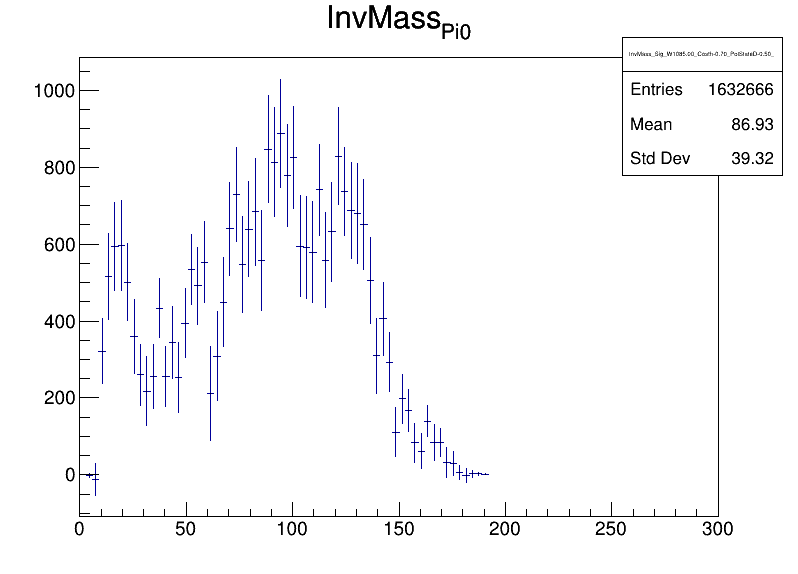 InvMass_Pi0
InvMass_Sig_W1085.00_Costh-0.70_PolStateD-0.50_
Entries 1632666
Mean 86.93
Std Dev 39.32
1000
800
600
400
200
0
0 50 100 150 200 250 300